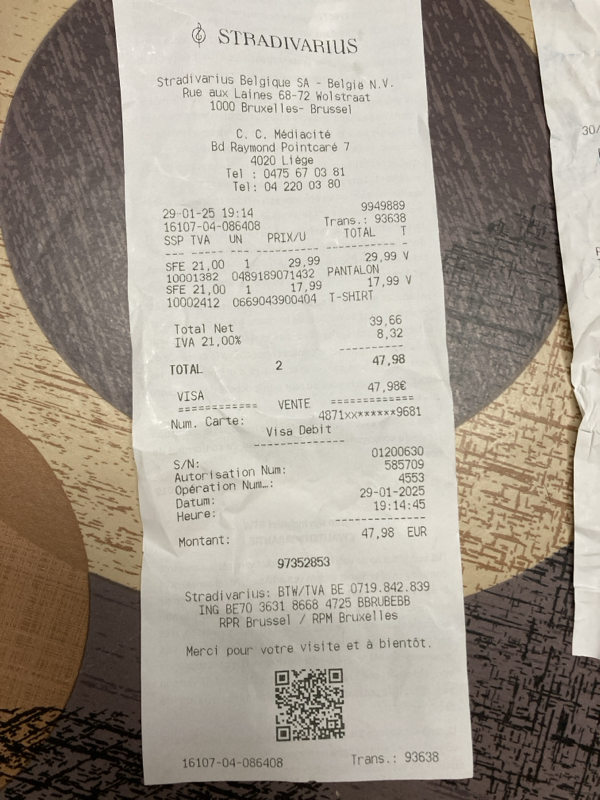 STRADIVARIUS
Stradivarius Belgique SA - Belgie N.V.
Rue aux Laines 68-72 Wolstraat
1000 Bruxelles- Brussel
C. C. Médiacité
Bd Raymond Pointcaré 7
4020 Liège
Tel : 0475 67 03 81
Tel: 04 220 03 80
29-01-25 19:14 9949889
16107-04-086408 Trans.: 93638
SSP TVA UN PRIX/U TOTAL T
--- ----- ---- ---------- ----------- -
SFE 21,00 1 29,99 29,99 V
10001382 0489189071432 PANTALON
SFE 21,00 1 17,99 17,99 V
10002412 0669043900404 T-SHIRT
Total Net 39,66
IVA 21,00% 8,32
----------
TOTAL 2 47,98
VISA 47,98€
=========== VENTE ============
Num. Carte: 4871xx******9681
Visa Debit
--------------
S/N: 01200630
Autorisation Num: 585709
Opération Num..: 4553
Datum: 29-01-2025
Heure: 19:14:45
--------------
Montant: 47,98 EUR
97352853
Stradivarius: BTW/TVA BE 0719.842.839
ING BE70 3631 8668 4725 BBRUBEBB
RPR Brussel / RPM Bruxelles
Merci pour votre visite et à bientôt.
16107-04-086408 Trans.: 93638
30/